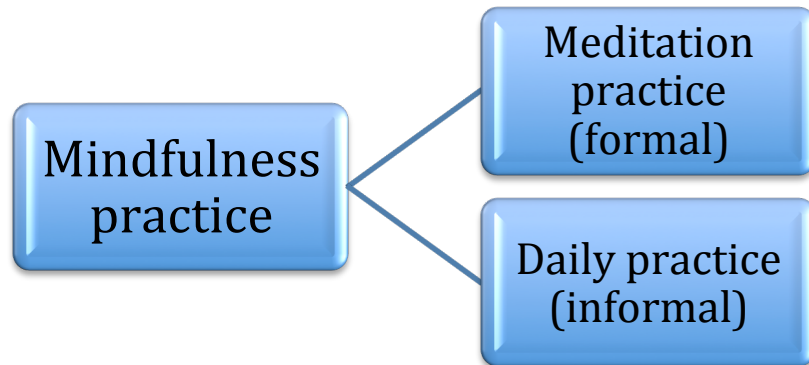 Mindfulness
practice
Meditation
practice
(formal)
Daily practice
(informal)